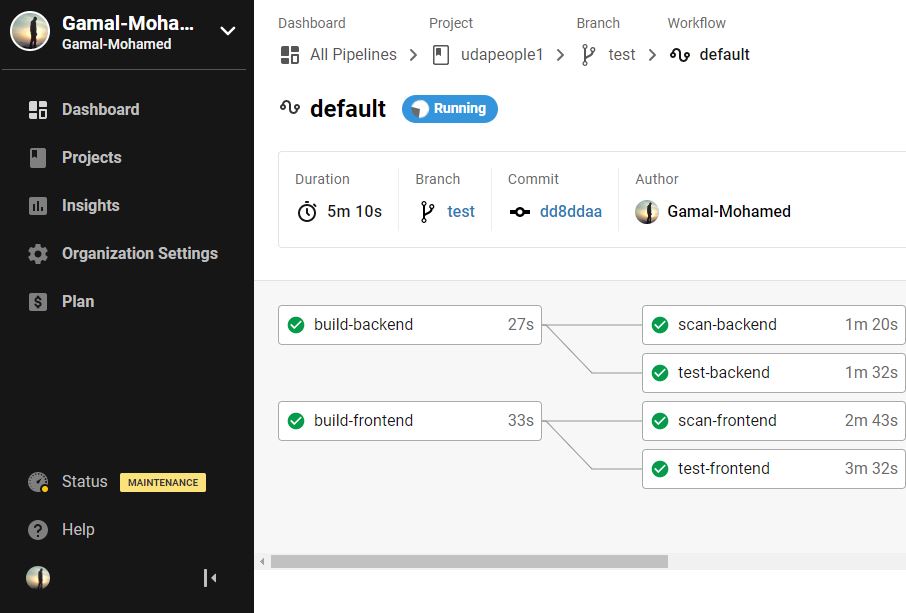 Gamal-Moha...
Gamal-Mohamed
Dashboard
Projects
Insights
Organization Settings
Plan
Status MAINTENANCE
Help
Dashboard Project Branch Workflow
All Pipelines udapeople1 test default
default Running
Duration Branch Commit Author
5m 10s test dd8ddaa Gamal-Mohamed
build-backend 27s scan-backend 1m 20s
test-backend 1m 32s
build-frontend 33s scan-frontend 2m 43s
test-frontend 3m 32s